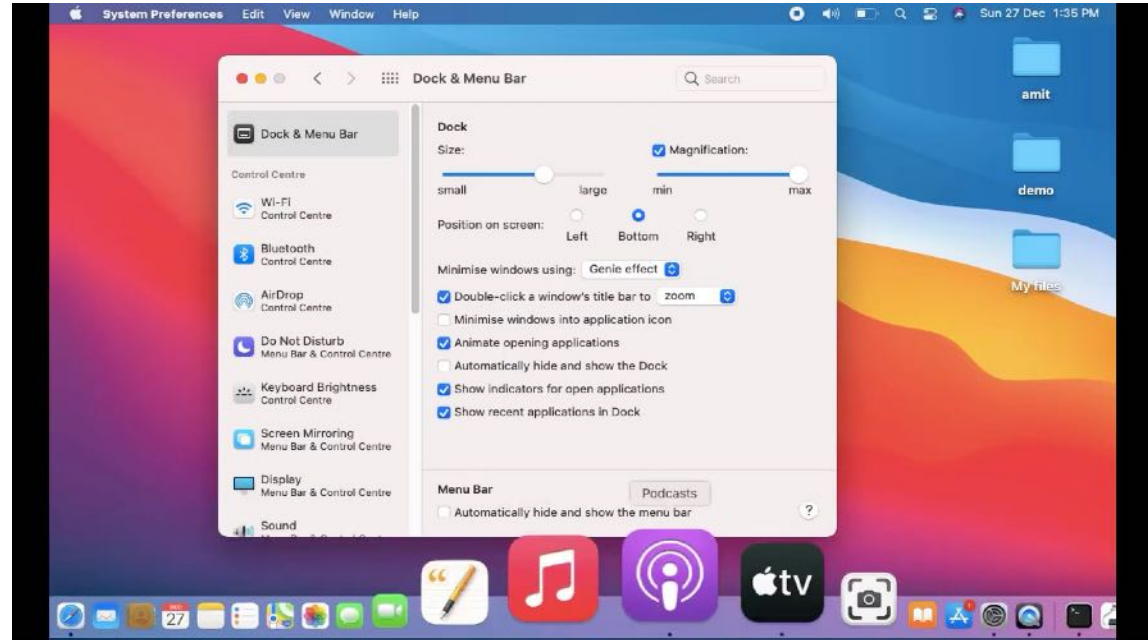 System Preferences Edit View Window Help
Sun 27 Dec 1:35 PM
amit
demo
My files
Dock & Menu Bar
Search
Dock & Menu Bar
Control Centre
Wi-Fi
Control Centre
Bluetooth
Control Centre
AirDrop
Control Centre
Do Not Disturb
Menu Bar & Control Centre
Keyboard Brightness
Control Centre
Screen Mirroring
Menu Bar & Control Centre
Display
Menu Bar & Control Centre
Sound
Dock
Size:
Magnification:
small large min max
Position on screen:
Left Bottom Right
Minimise windows using: Genie effect
Double-click a window's title bar to zoom
Minimise windows into application icon
Animate opening applications
Automatically hide and show the Dock
Show indicators for open applications
Show recent applications in Dock
Menu Bar
Podcasts
Automatically hide and show the menu bar
?
tv
27